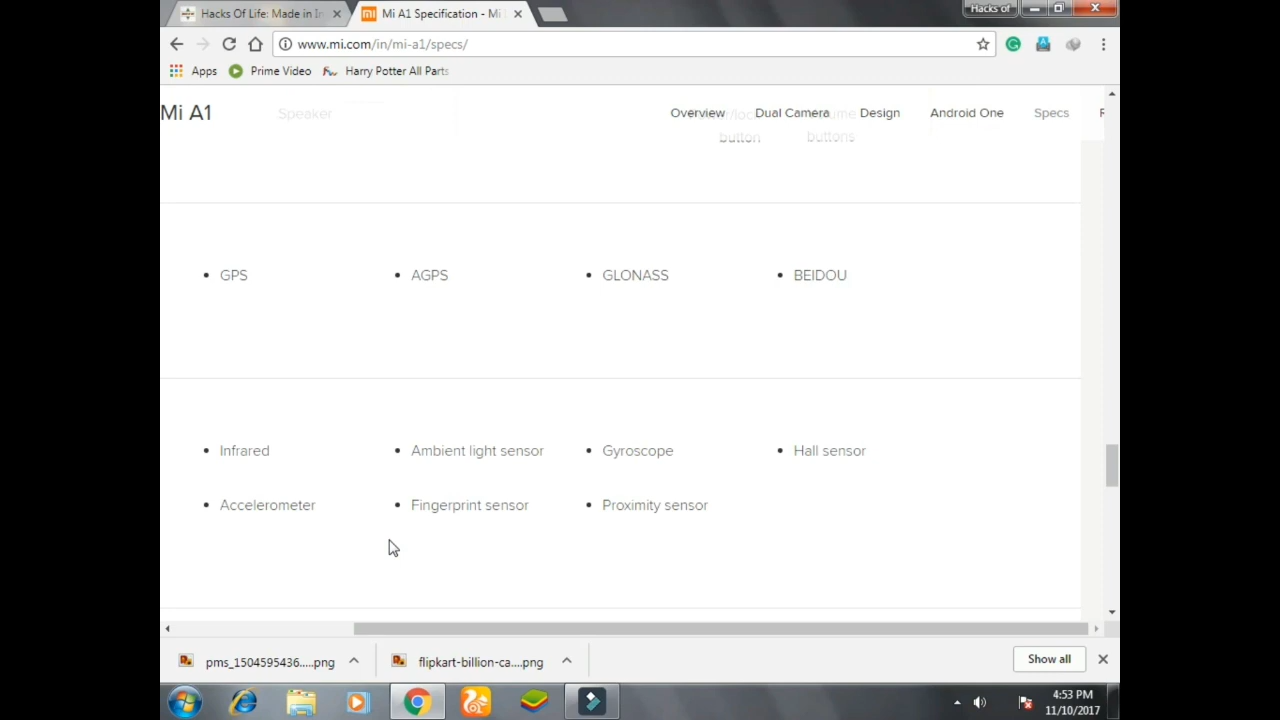 Hacks Of Life: Made in In
Mi A1 Specification - Mi
Hacks of
www.mi.com/in/mi-a1/specs/
Apps
Prime Video
Harry Potter All Parts
Mi A1
Speaker
Overview
Dual Camera
Design
Android One
Specs
button
buttons
GPS
AGPS
GLONASS
BEIDOU
Infrared
Ambient light sensor
Gyroscope
Hall sensor
Accelerometer
Fingerprint sensor
Proximity sensor
pms_1504595436.....png
flipkart-billion-ca....png
Show all
4:53 PM
11/10/2017